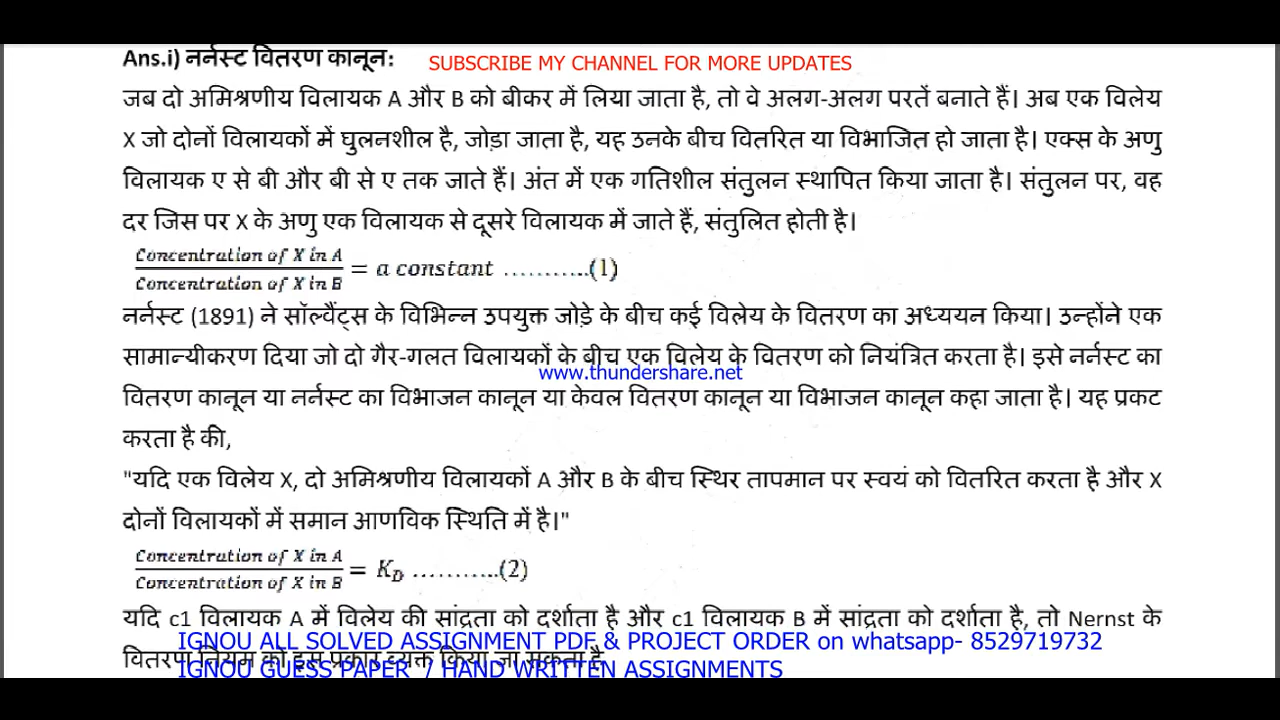 Ans.i) नर्नस्ट वितरण कानून:
SUBSCRIBE MY CHANNEL FOR MORE UPDATES
जब दो अमिश्रणीय विलायक A और B को बीकर में लिया जाता है, तो वे अलग-अलग परतें बनाते हैं। अब एक विलेय
X जो दोनों विलायकों में घुलनशील है, जोड़ा जाता है, यह उनके बीच वितरित या विभाजित हो जाता है। एक्स के अणु
विलायक ए से बी और बी से ए तक जाते हैं। अंत में एक गतिशील संतुलन स्थापित किया जाता है। संतुलन पर, वह
दर जिस पर X के अणु एक विलायक से दूसरे विलायक में जाते हैं, संतुलित होती है।
Concentration of X in A
Concentration of X in B = a constant ………..(1)
नर्नस्ट (1891) ने सॉल्वैंट्स के विभिन्न उपयुक्त जोड़े के बीच कई विलेय के वितरण का अध्ययन किया। उन्होंने एक
सामान्यीकरण दिया जो दो गैर-गलत विलायकों के बीच एक विलेय के वितरण को नियंत्रित करता है। इसे नर्नस्ट का
www.thundershare.net
वितरण कानून या नर्नस्ट का विभाजन कानून या केवल वितरण कानून या विभाजन कानून कहा जाता है। यह प्रकट
करता है की,
"यदि एक विलेय X, दो अमिश्रणीय विलायकों A और B के बीच स्थिर तापमान पर स्वयं को वितरित करता है और X
दोनों विलायकों में समान आणविक स्थिति में है।"
Concentration of X in A
Concentration of X in B = K_D ………..(2)
यदि c1 विलायक A में विलेय की सांद्रता को दर्शाता है और c1 विलायक B में सांद्रता को दर्शाता है, तो Nernst के
IGNOU ALL SOLVED ASSIGNMENT PDF & PROJECT ORDER on whatsapp- 8529719732
वितरण नियम को इस प्रकार व्यक्त किया जा सकता है
IGNOU GUESS PAPER / HAND WRITTEN ASSIGNMENTS